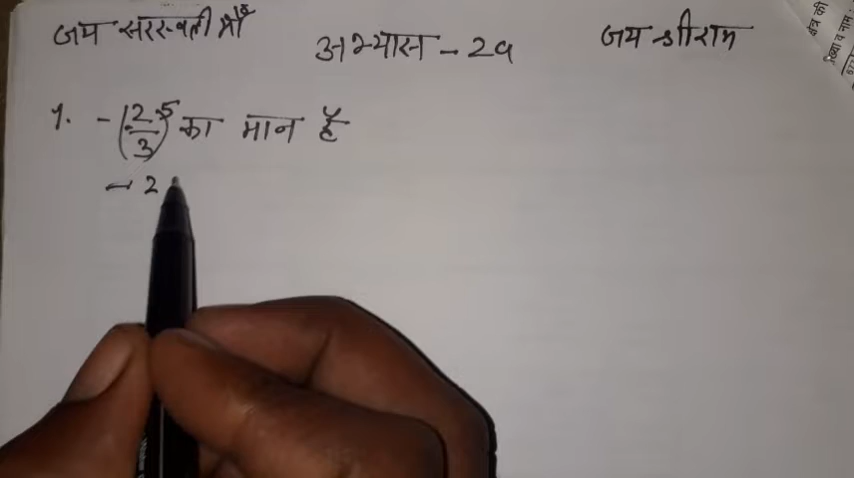 जय सरस्वती माँ अभ्यास - 2a जय श्रीराम
1. -(2/3)^5 का मान है
- 2
क्षेत्र की